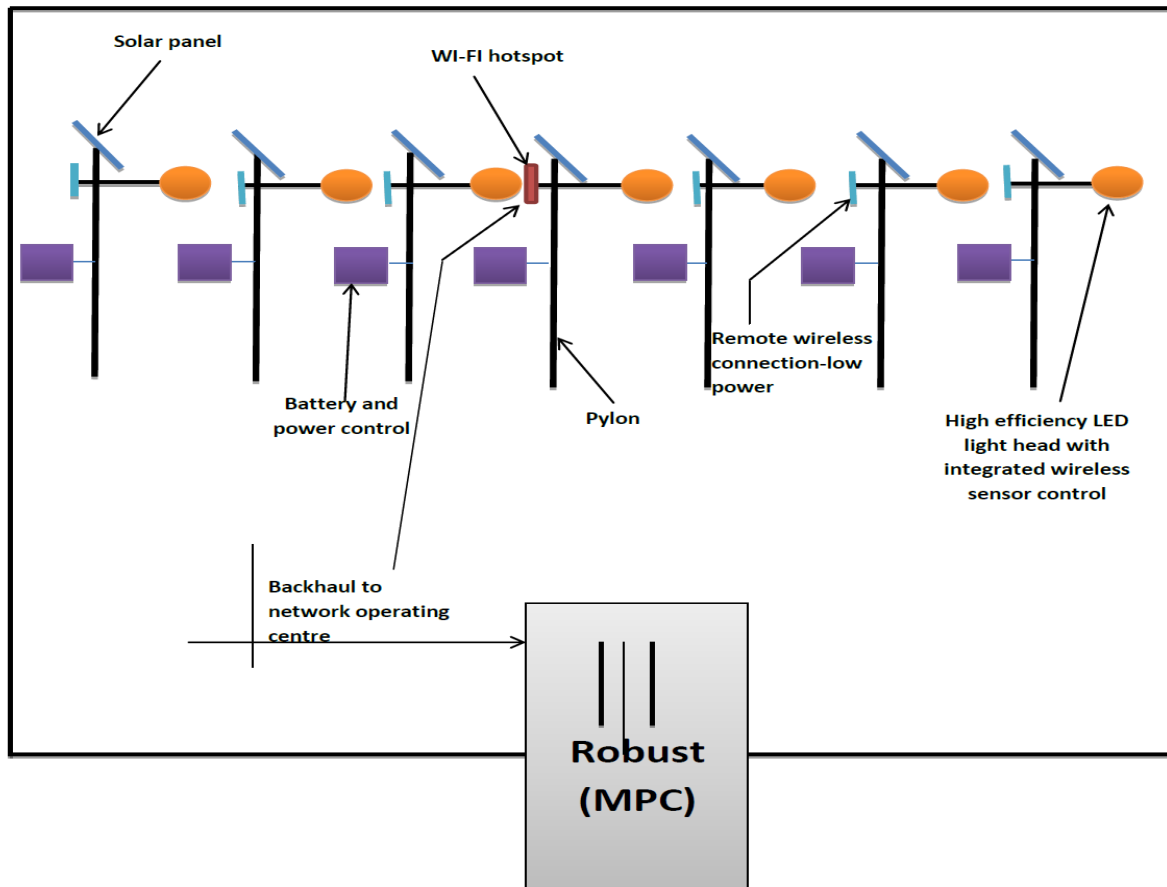 Solar panel
WI-FI hotspot
Battery and
power control
Pylon
Remote wireless
connection-low
power
High efficiency LED
light head with
integrated wireless
sensor control
Backhaul to
network operating
centre
Robust
(MPC)